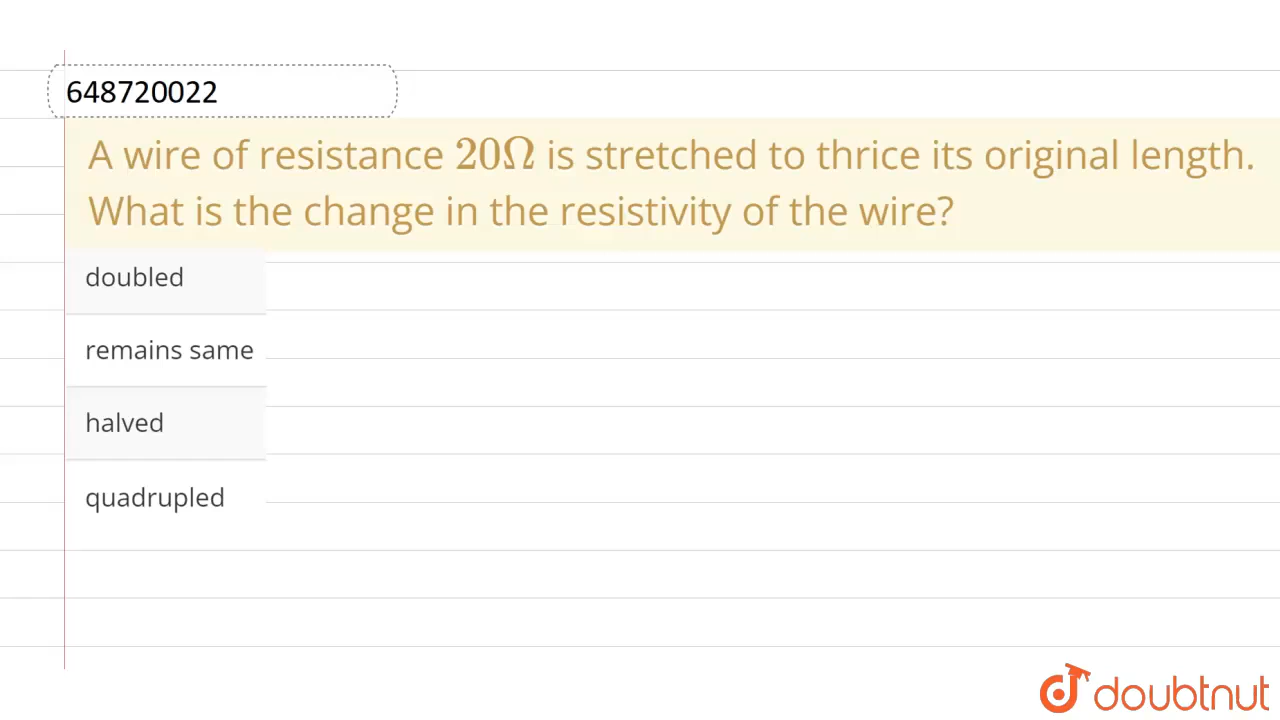 648720022
A wire of resistance 20Ω is stretched to thrice its original length.
What is the change in the resistivity of the wire?
doubled
remains same
halved
quadrupled
doubtnut